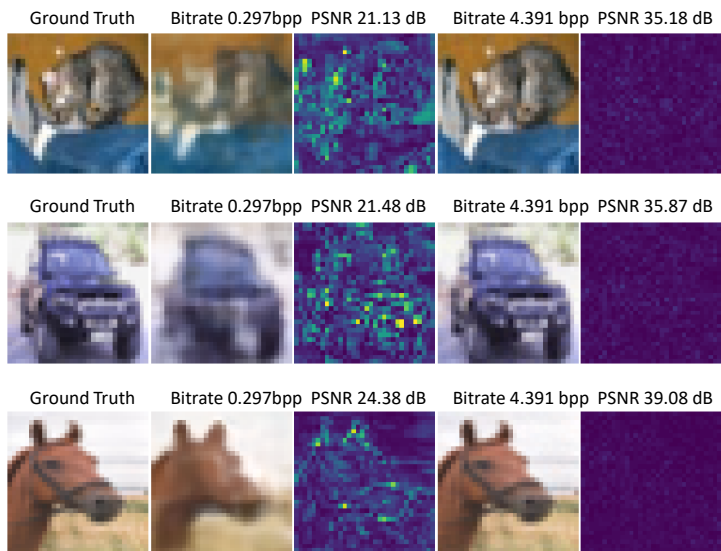 Ground Truth Bitrate 0.297bpp PSNR 21.13 dB Bitrate 4.391 bpp PSNR 35.18 dB
Ground Truth Bitrate 0.297bpp PSNR 21.48 dB Bitrate 4.391 bpp PSNR 35.87 dB
Ground Truth Bitrate 0.297bpp PSNR 24.38 dB Bitrate 4.391 bpp PSNR 39.08 dB